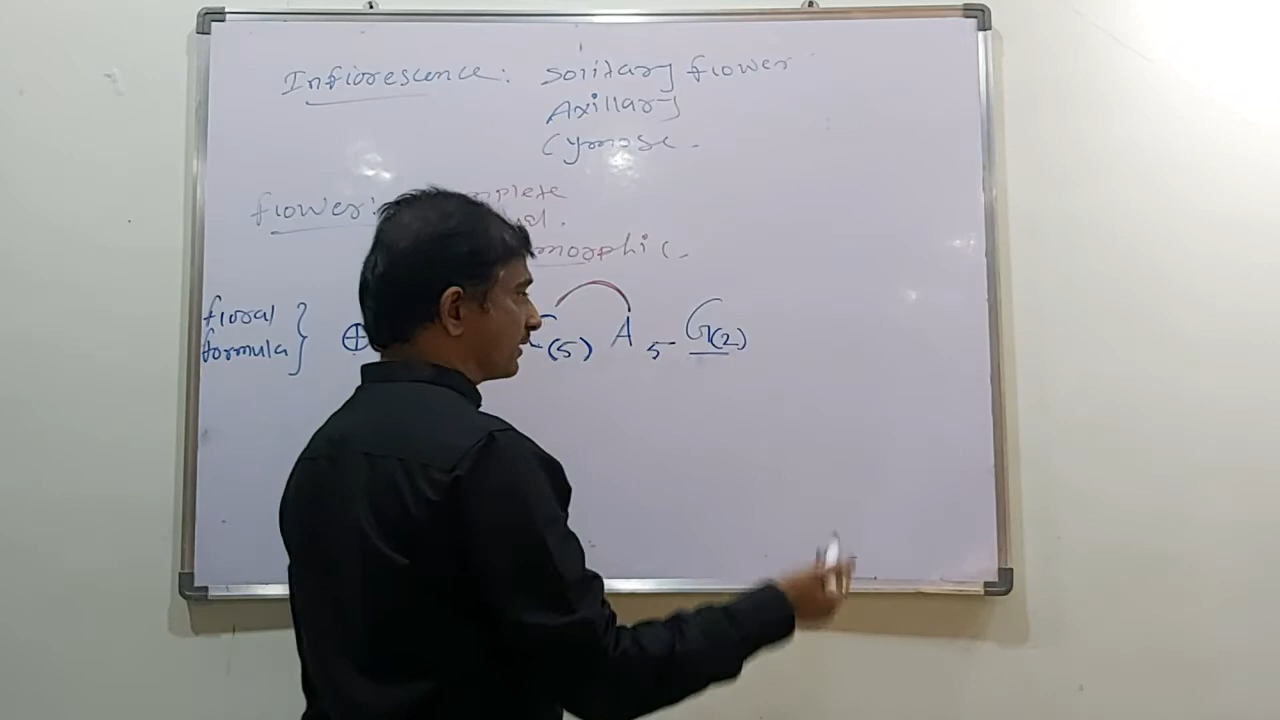 Inflorescence: Solitary flower
Axillary
Cymose.
flower:
floral
formula } ⊕ (5) A 5 G(2)